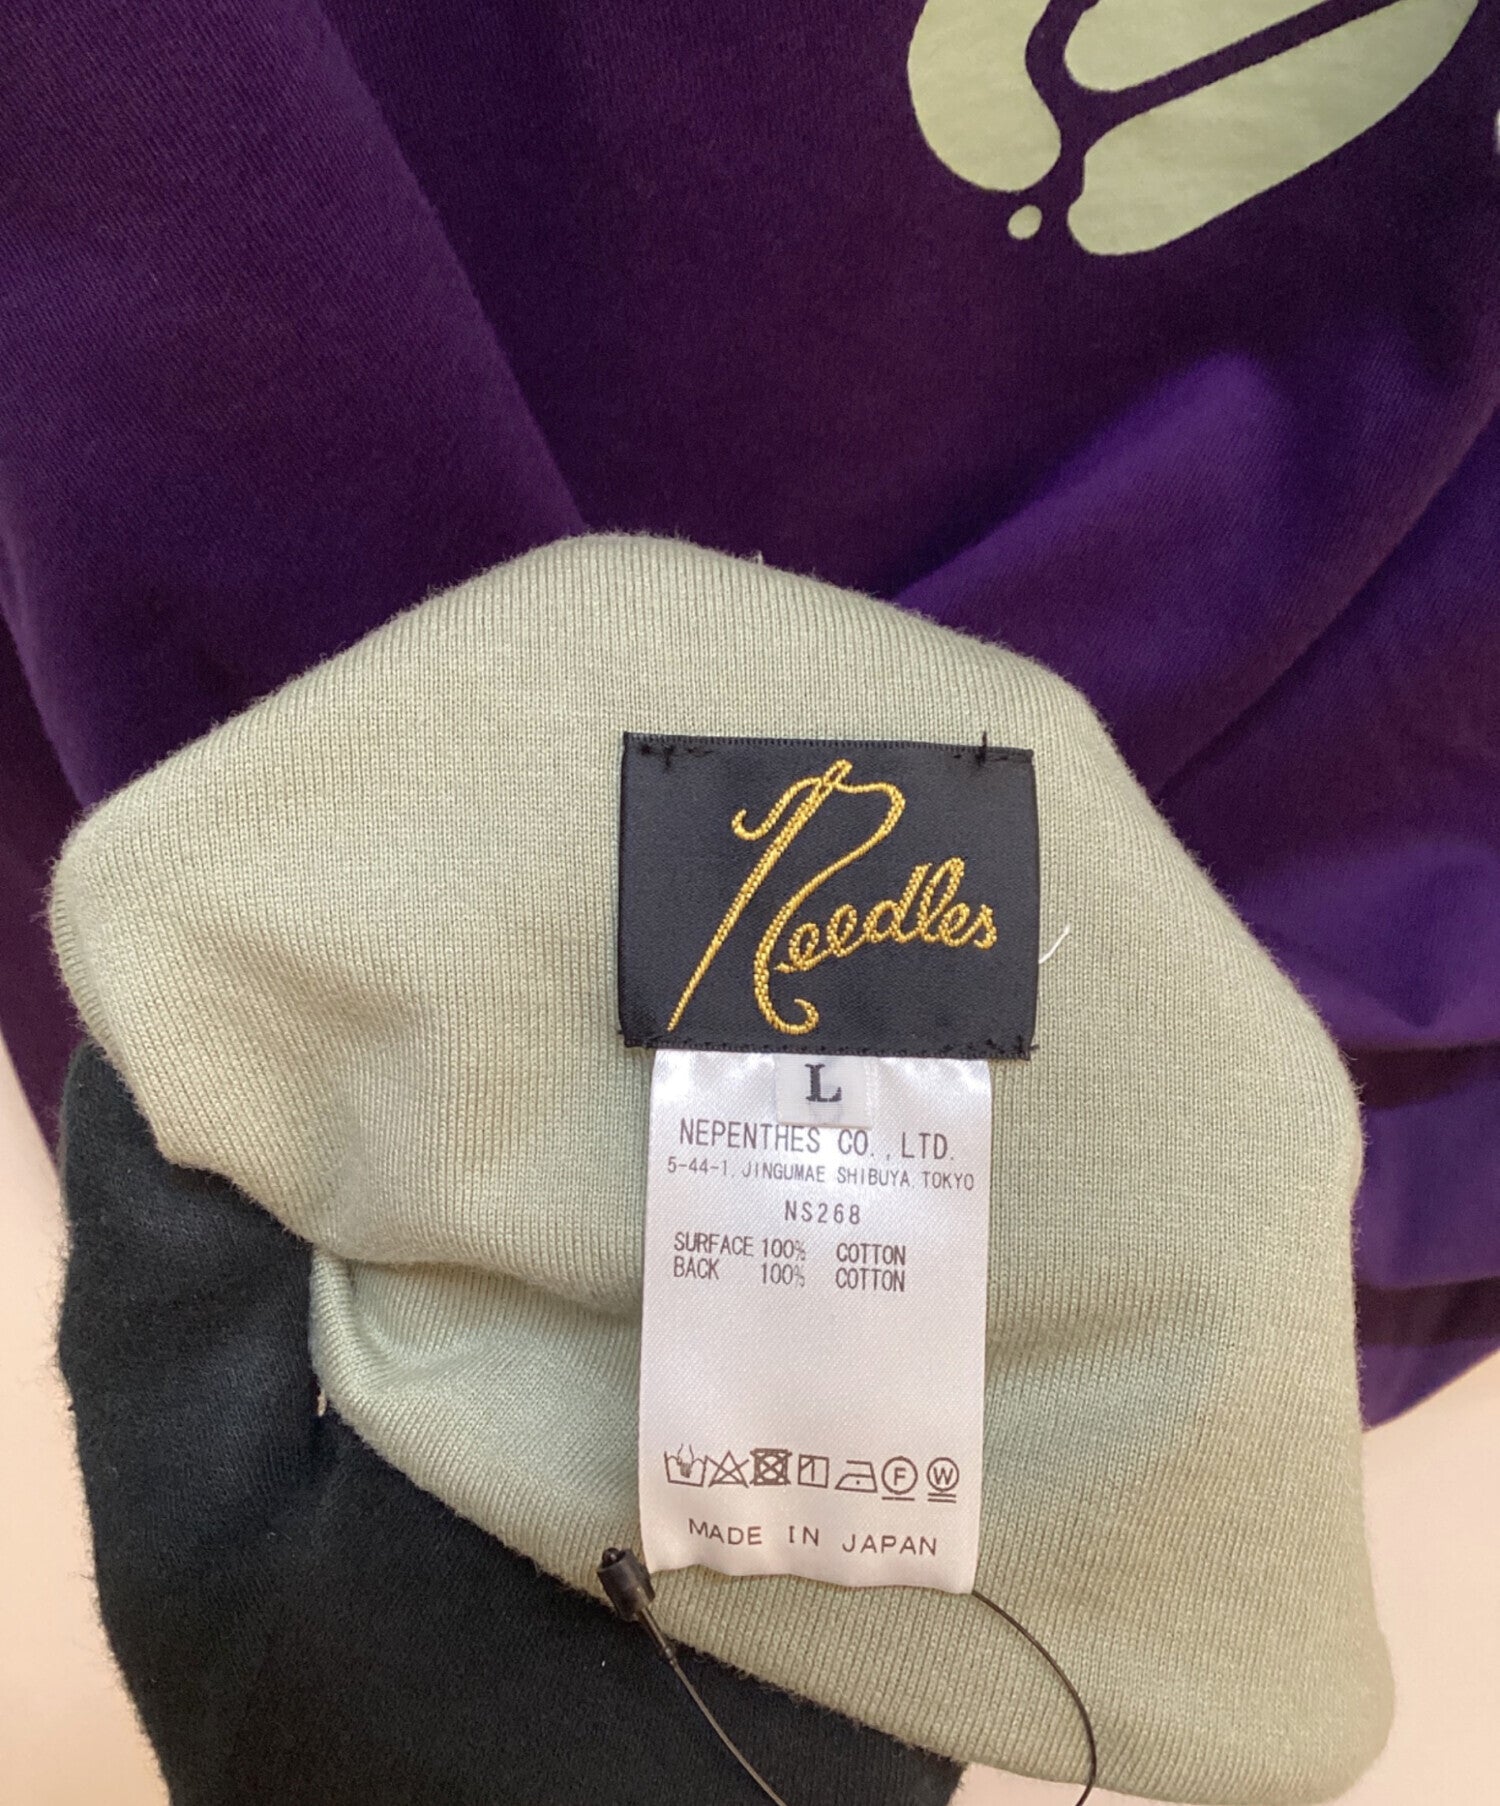 Needles
L
NEPENTHES CO., LTD.
5-44-1, JINGUMAE SHIBUYA TOKYO
NS268
SURFACE 100% COTTON
BACK 100% COTTON
F W
MADE IN JAPAN